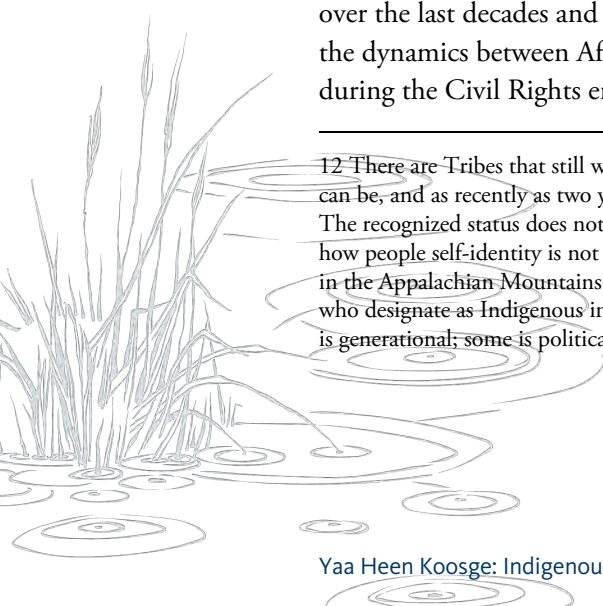 over the last decades and
the dynamics between Af
during the Civil Rights e
12 There are Tribes that still w
can be, and as recently as two y
The recognized status does not
how people self-identity is not
in the Appalachian Mountains
who designate as Indigenous in
is generational; some is politica
Yaa Heen Koosge: Indigenou